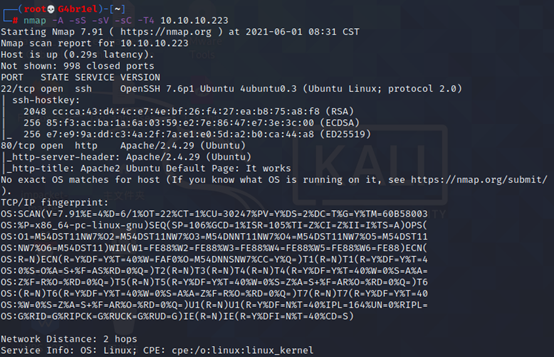 ┌──(root💀G4br1el)-[~]
└─# nmap -A -sS -sV -sC -T4 10.10.10.223
Starting Nmap 7.91 ( https://nmap.org ) at 2021-06-01 08:31 CST
Nmap scan report for 10.10.10.223
Host is up (0.29s latency).
Not shown: 998 closed ports
PORT   STATE SERVICE VERSION
22/tcp open  ssh     OpenSSH 7.6p1 Ubuntu 4ubuntu0.3 (Ubuntu Linux; protocol 2.0)
| ssh-hostkey:
|   2048 cc:ca:43:d4:4c:e7:4e:bf:26:f4:27:ea:b8:75:a8:f8 (RSA)
|   256 85:f3:ac:ba:1a:6a:03:59:e2:7e:86:47:e7:3e:3c:00 (ECDSA)
|_  256 e7:e9:9a:dd:c3:4a:2f:7a:e1:e0:5d:a2:b0:ca:44:a8 (ED25519)
80/tcp open  http    Apache/2.4.29 (Ubuntu)
|_http-server-header: Apache/2.4.29 (Ubuntu)
|_http-title: Apache2 Ubuntu Default Page: It works
No exact OS matches for host (If you know what OS is running on it, see https://nmap.org/submit/
).
TCP/IP fingerprint:
OS:SCAN(V=7.91%E=4%D=6/1%OT=22%CT=1%CU=30247%PV=Y%DS=2%DC=T%G=Y%TM=60B58003
OS:%P=x86_64-pc-linux-gnu)SEQ(SP=106%GCD=1%ISR=105%TI=Z%CI=Z%II=I%TS=A)OPS(
OS:O1=M54DST11NW7%O2=M54DST11NW7%O3=M54DNNT11NW7%O4=M54DST11NW7%O5=M54DST11
OS:NW7%O6=M54DST11)WIN(W1=FE88%W2=FE88%W3=FE88%W4=FE88%W5=FE88%W6=FE88)ECN(
OS:R=N)ECN(R=Y%DF=Y%T=40%W=FAF0%O=M54DNNSNW7%CC=Y%Q=)T1(R=N)T1(R=Y%DF=Y%T=4
OS:0%S=O%A=S+%F=AS%RD=0%Q=)T2(R=N)T3(R=N)T4(R=N)T4(R=Y%DF=Y%T=40%W=0%S=A%A=
OS:Z%F=R%O=%RD=0%Q=)T5(R=N)T5(R=Y%DF=Y%T=40%W=0%S=Z%A=S+%F=AR%O=%RD=0%Q=)T6
OS:(R=N)T6(R=Y%DF=Y%T=40%W=0%S=A%A=Z%F=R%O=%RD=0%Q=)T7(R=N)T7(R=Y%DF=Y%T=40
OS:%W=0%S=Z%A=S+%F=AR%O=%RD=0%Q=)U1(R=N)U1(R=Y%DF=N%T=40%IPL=164%UN=0%RIPL=
OS:G%RID=G%RIPCK=G%RUCK=G%RUD=G)IE(R=N)IE(R=Y%DFI=N%T=40%CD=S)
Network Distance: 2 hops
Service Info: OS: Linux; CPE: cpe:/o:linux:linux_kernel
KALI